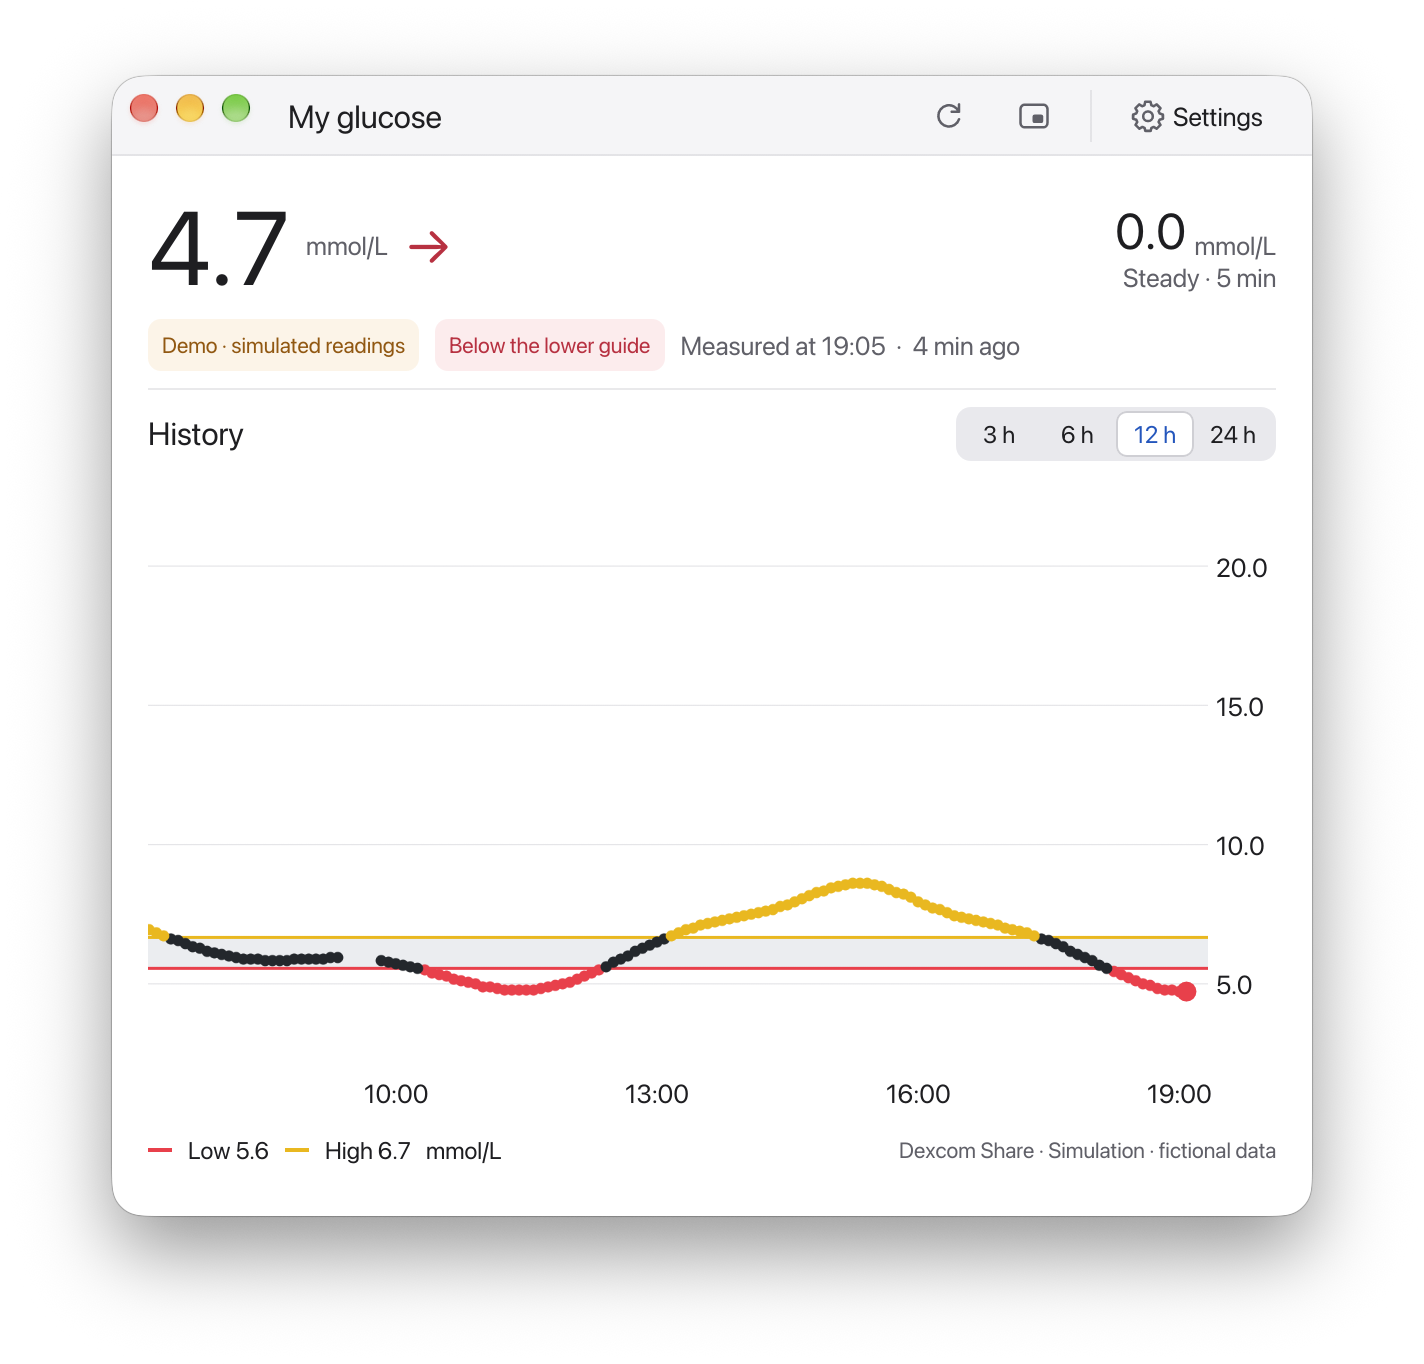 My glucose
Settings
4.7 mmol/L →
0.0 mmol/L
Steady · 5 min
Demo · simulated readings
Below the lower guide
Measured at 19:05 · 4 min ago
History
3 h 6 h 12 h 24 h
20.0
15.0
10.0
5.0
10:00 13:00 16:00 19:00
Low 5.6 High 6.7 mmol/L
Dexcom Share · Simulation · fictional data